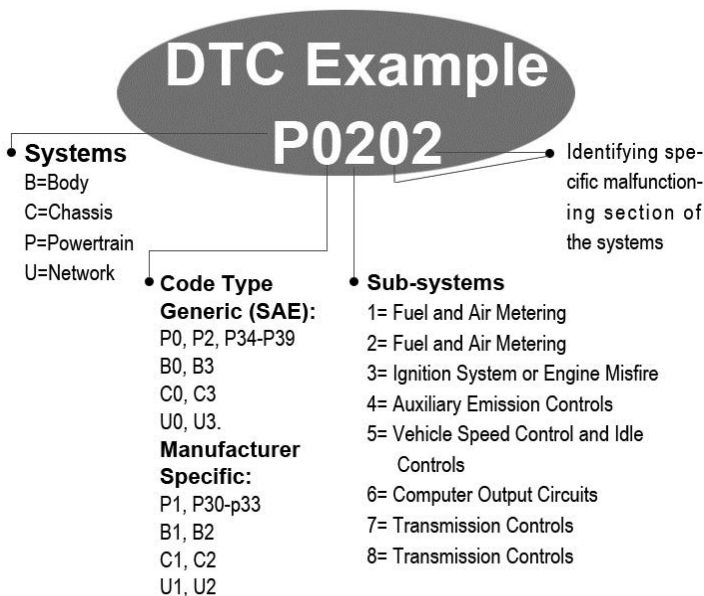 DTC Example
P0202
Systems
B=Body
C=Chassis
P=Powertrain
U=Network
Identifying spe-
cific malfunction-
ing section of
the systems
Code Type
Generic (SAE):
P0, P2, P34-P39
B0, B3
C0, C3
U0, U3.
Manufacturer
Specific:
P1, P30-p33
B1, B2
C1, C2
U1, U2
Sub-systems
1= Fuel and Air Metering
2= Fuel and Air Metering
3= Ignition System or Engine Misfire
4= Auxiliary Emission Controls
5= Vehicle Speed Control and Idle
Controls
6= Computer Output Circuits
7= Transmission Controls
8= Transmission Controls